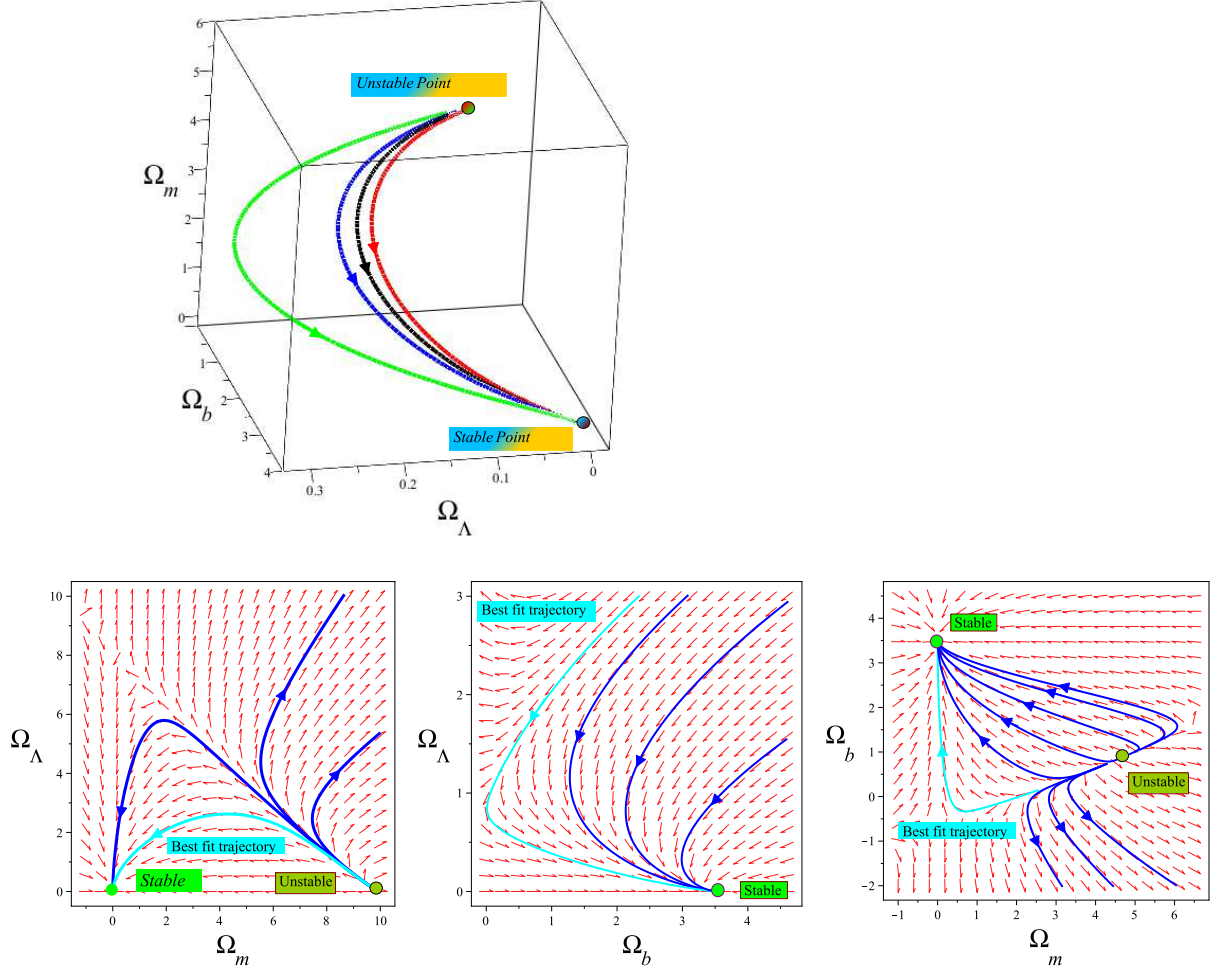 6
5
4
3
2
1
0
Ω_m
Unstable Point
Stable Point
1
2
3
4
Ω_b
0.3
0.2
0.1
0
Ω_Λ
10
8
6
4
2
0
Ω_Λ
Best fit trajectory
Stable
Unstable
0
2
4
6
8
10
Ω_m
3
2
1
0
Ω_Λ
Best fit trajectory
Stable
0
1
2
3
4
Ω_b
4
3
2
1
0
−1
−2
Ω_b
Stable
Unstable
Best fit trajectory
−1
0
1
2
3
4
5
6
Ω_m